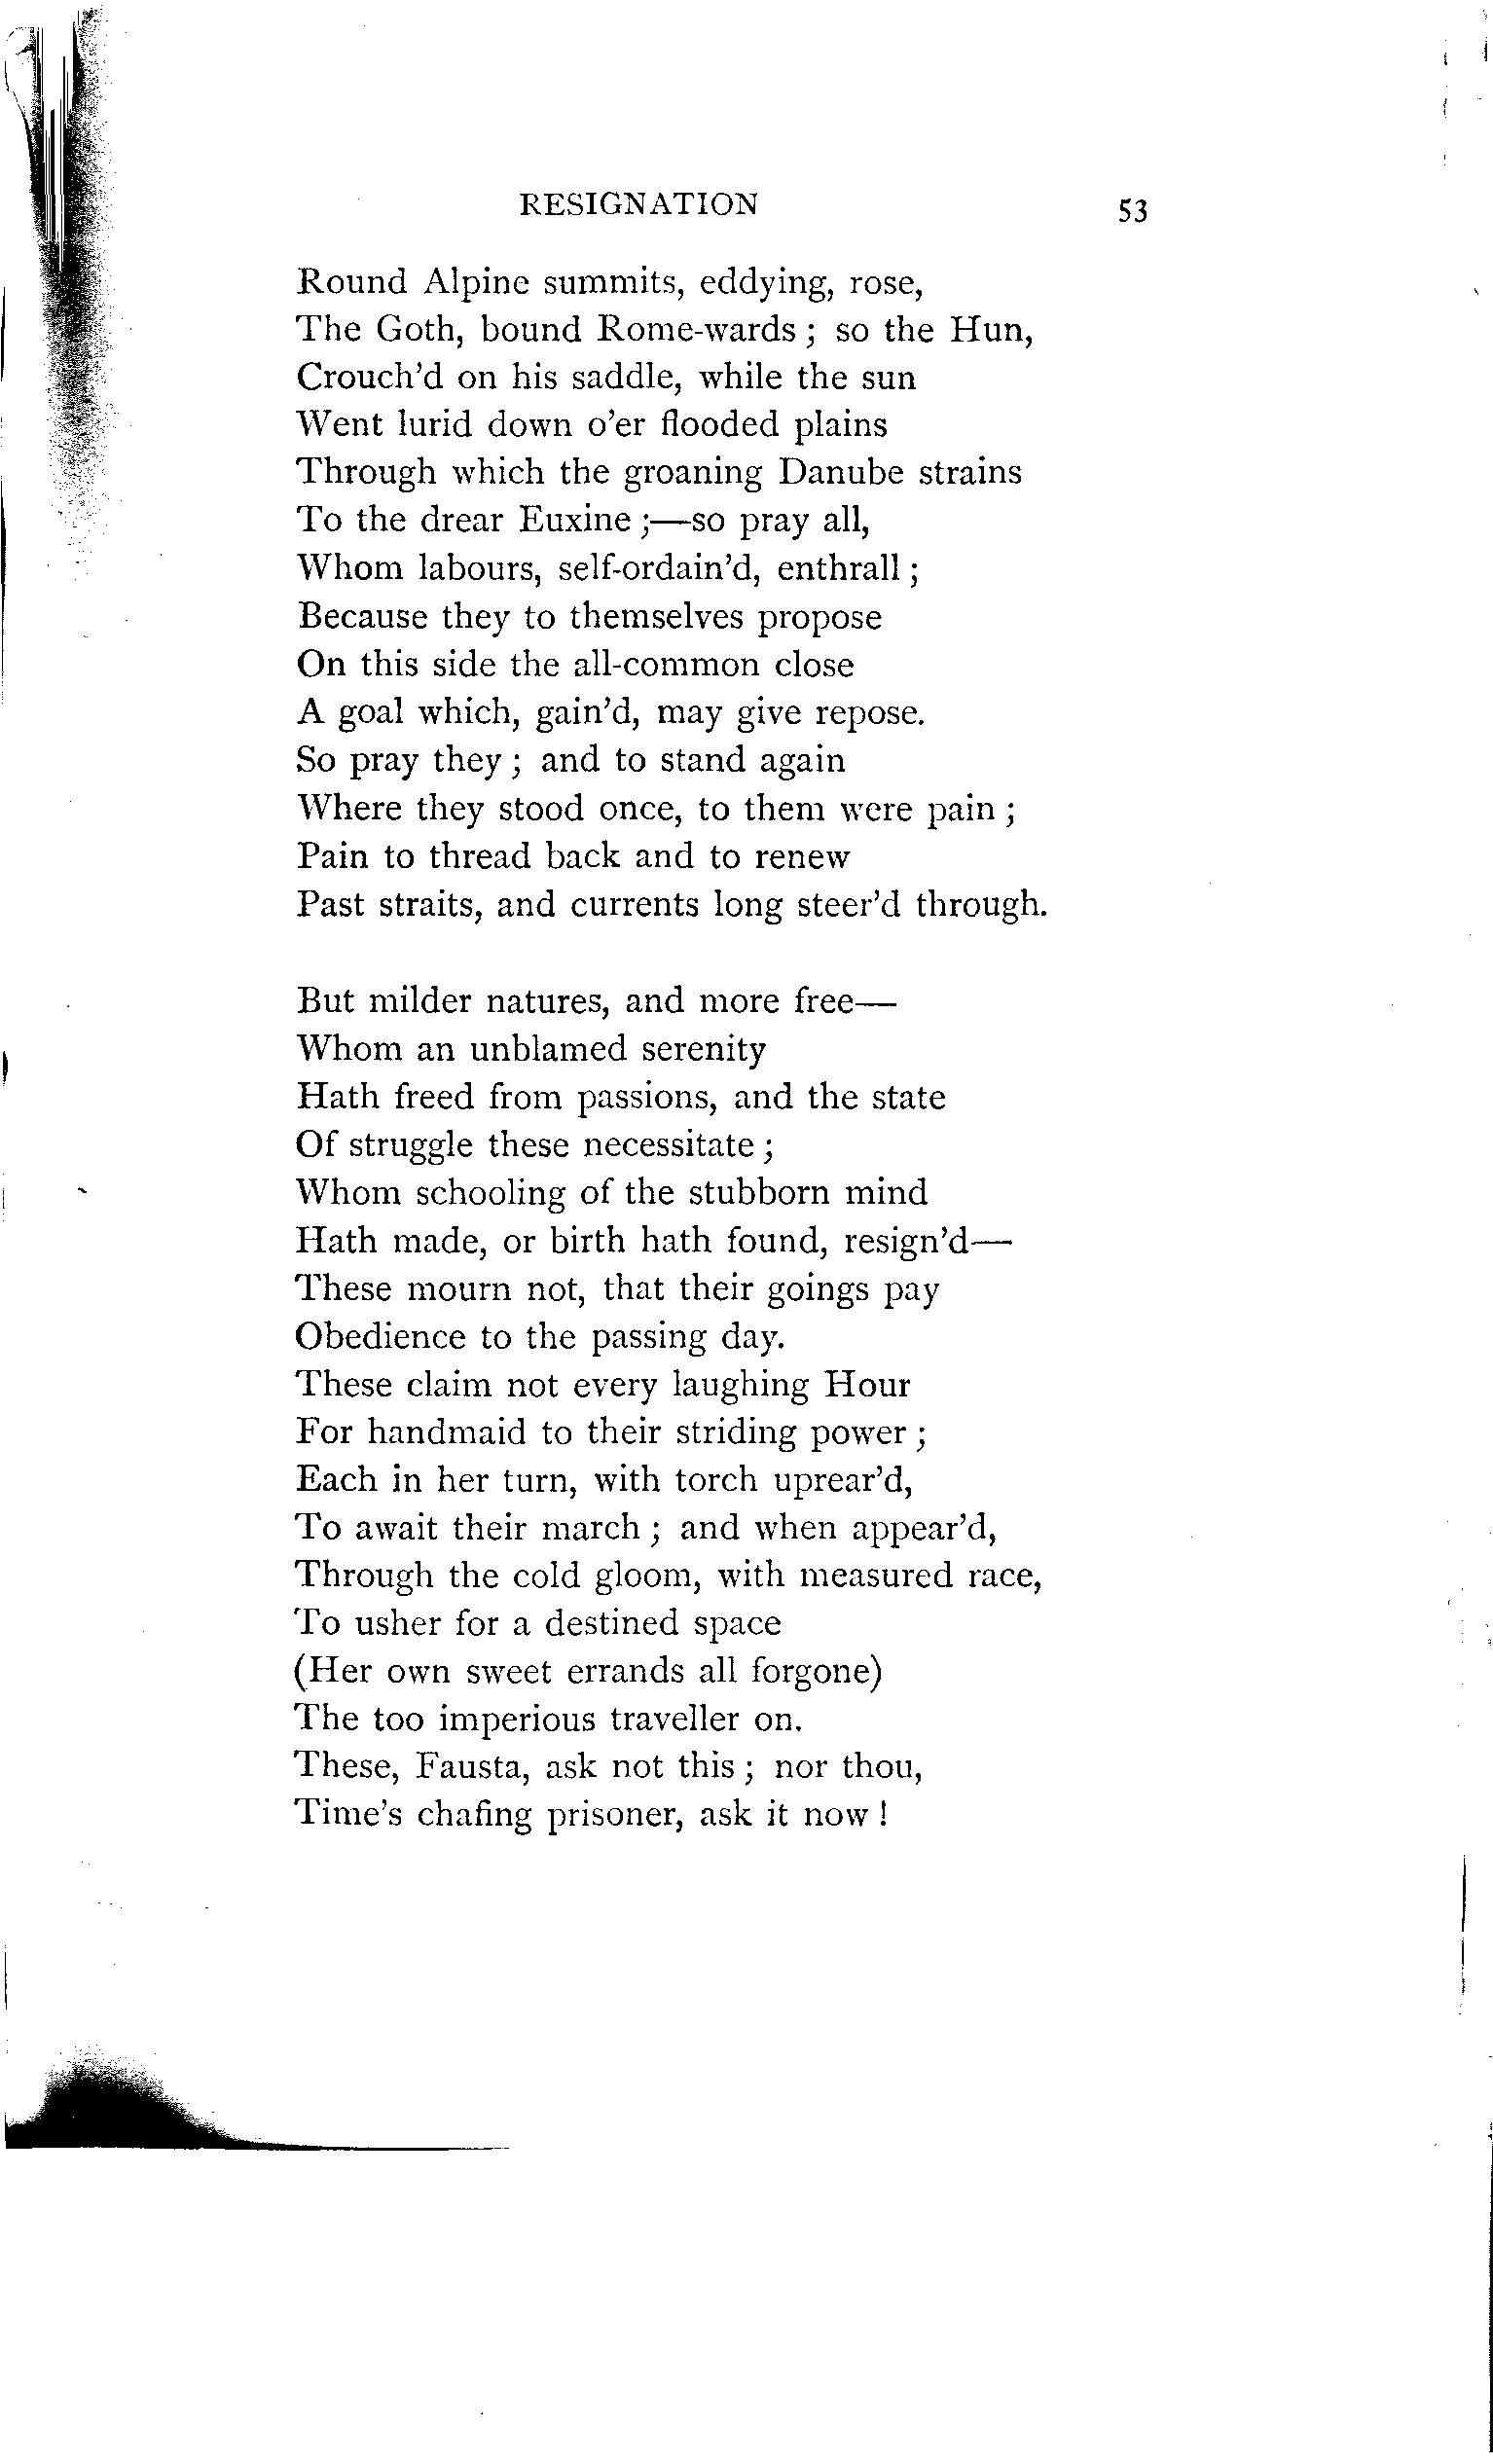 RESIGNATION 53
Round Alpine summits, eddying, rose,
The Goth, bound Rome-wards ; so the Hun,
Crouch'd on his saddle, while the sun
Went lurid down o'er flooded plains
Through which the groaning Danube strains
To the drear Euxine ;—so pray all,
Whom labours, self-ordain'd, enthrall ;
Because they to themselves propose
On this side the all-common close
A goal which, gain'd, may give repose.
So pray they ; and to stand again
Where they stood once, to them were pain ;
Pain to thread back and to renew
Past straits, and currents long steer'd through.
But milder natures, and more free—
Whom an unblamed serenity
Hath freed from passions, and the state
Of struggle these necessitate ;
Whom schooling of the stubborn mind
Hath made, or birth hath found, resign'd—
These mourn not, that their goings pay
Obedience to the passing day.
These claim not every laughing Hour
For handmaid to their striding power ;
Each in her turn, with torch uprear'd,
To await their march ; and when appear'd,
Through the cold gloom, with measured race,
To usher for a destined space
(Her own sweet errands all forgone)
The too imperious traveller on.
These, Fausta, ask not this ; nor thou,
Time's chafing prisoner, ask it now !